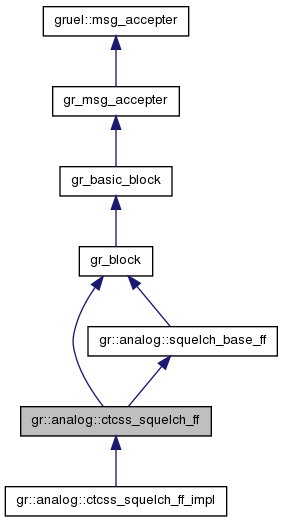 gruel::msg_accepter
gr_msg_accepter
gr_basic_block
gr_block
gr::analog::squelch_base_ff
gr::analog::ctcss_squelch_ff
gr::analog::ctcss_squelch_ff_impl